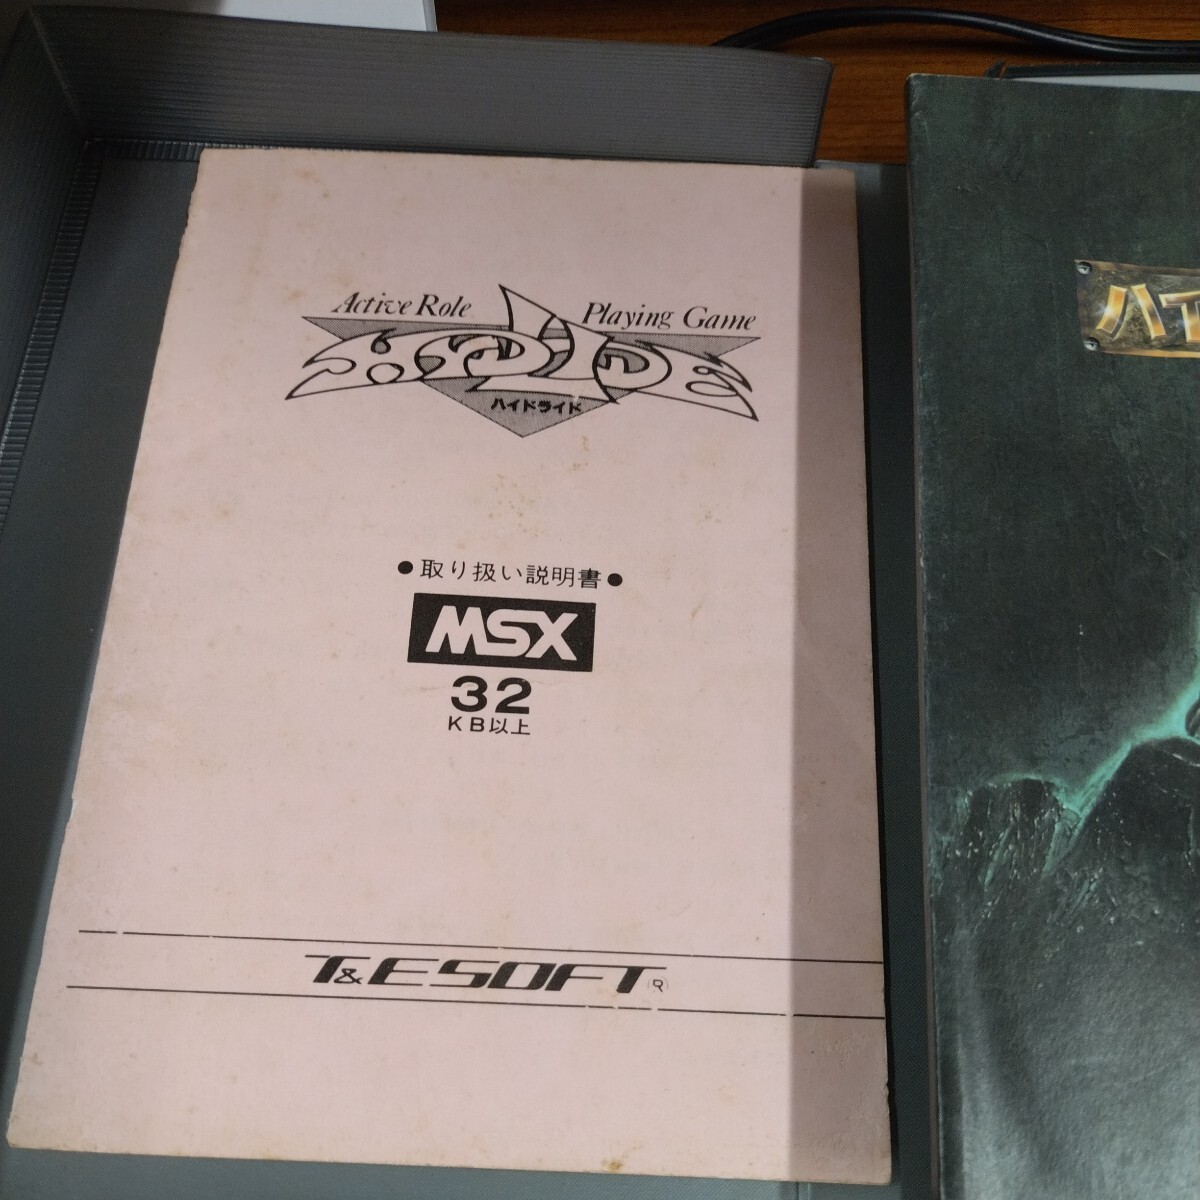 Active Role Playing Game
HYDLIDE
ハイドライド
●取り扱い説明書●
MSX
32
KB以上
T&E SOFT®
ハイ